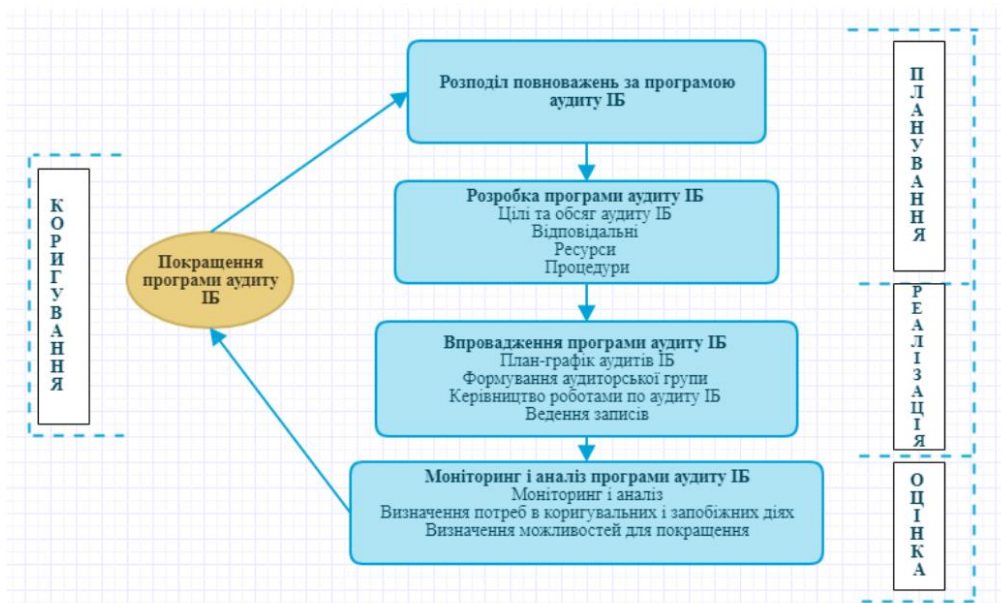 Розподіл повноважень за програмою
аудиту ІБ
Розробка програми аудиту ІБ
Цілі та обсяг аудиту ІБ
Відповідальні
Ресурси
Процедури
Впровадження програми аудиту ІБ
План-графік аудитів ІБ
Формування аудиторської групи
Керівництво роботами по аудиту ІБ
Ведення записів
Моніторинг і аналіз програми аудиту ІБ
Моніторинг і аналіз
Визначення потреб в коригувальних і запобіжних діях
Визначення можливостей для покращення
Покращення
програми аудиту
ІБ
КОРИГУВАННЯ
ПЛАНУВАННЯ
РЕАЛІЗАЦІЯ
ОЦІНКА